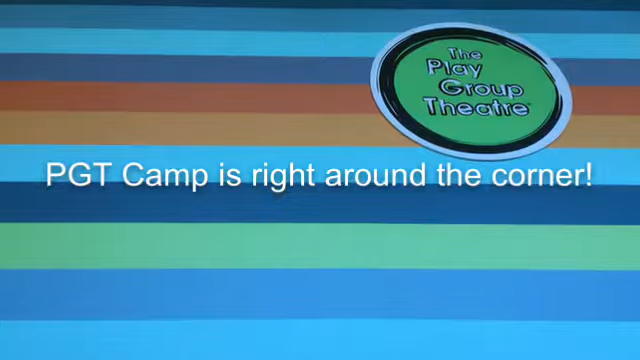 The
Play
Group
Theatre
PGT Camp is right around the corner!